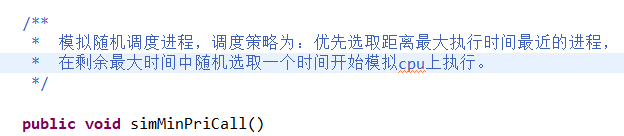 /**
* 模拟随机调度进程，调度策略为：优先选取距离最大执行时间最近的进程，
* 在剩余最大时间中随机选取一个时间开始模拟cpu上执行。
*/
public void simMinPriCall()